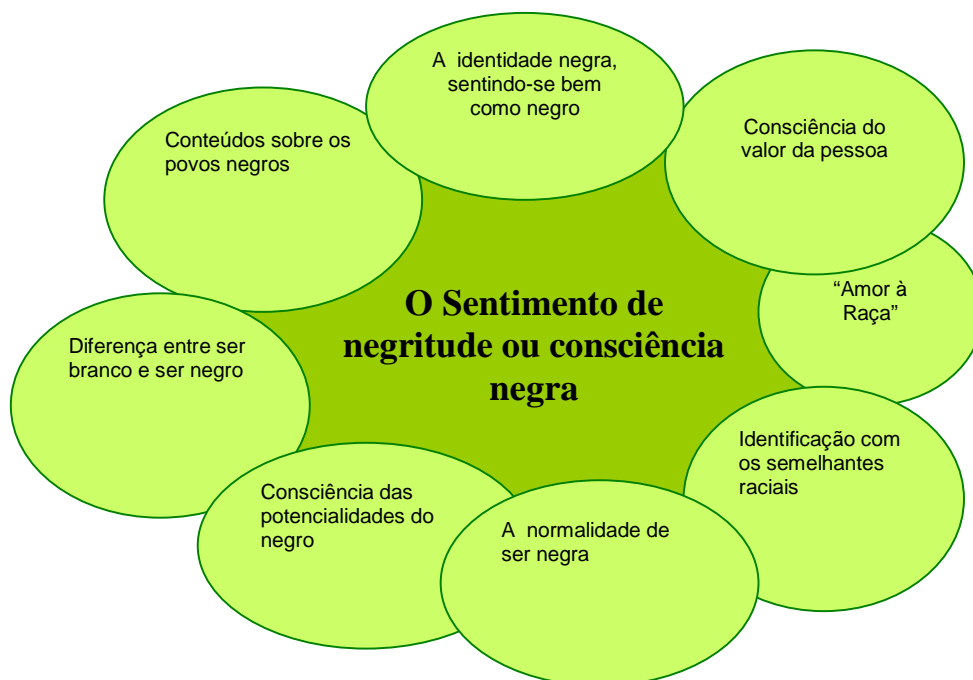 A identidade negra,
sentindo-se bem
como negro
Consciência do
valor da pessoa
Conteúdos sobre os
povos negros
“Amor à
Raça”
O Sentimento de
negritude ou consciência
negra
Diferença entre ser
branco e ser negro
Identificação com
os semelhantes
raciais
Consciência das
potencialidades do
negro
A normalidade de
ser negra